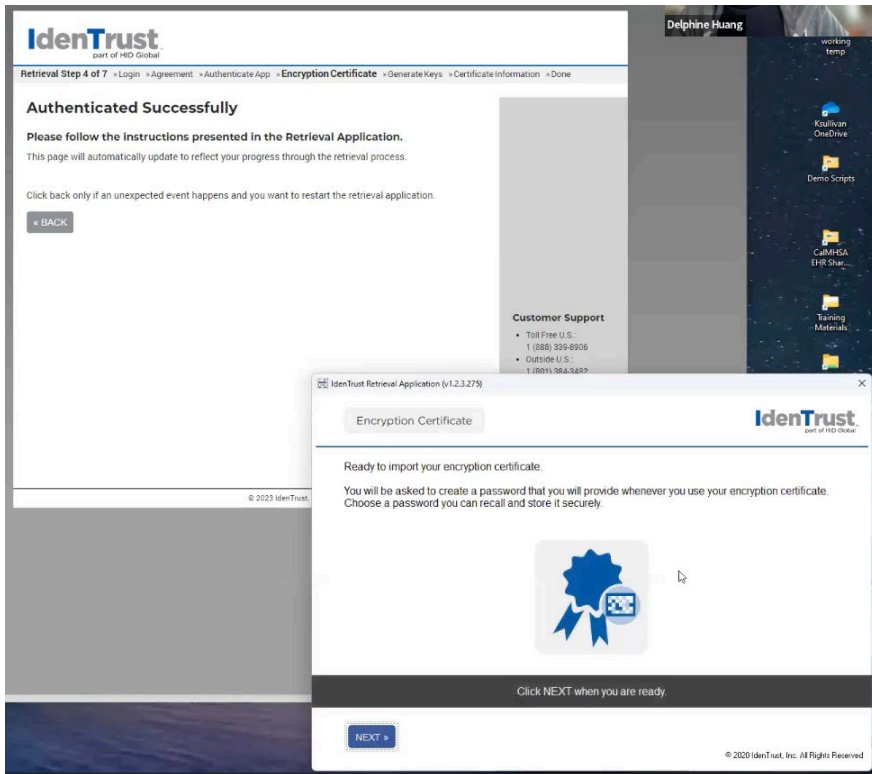 IdenTrust
part of HID Global
Retrieval Step 4 of 7 » Login » Agreement » Authenticate App » Encryption Certificate » Generate Keys » Certificate Information » Done
Authenticated Successfully
Please follow the instructions presented in the Retrieval Application.
This page will automatically update to reflect your progress through the retrieval process.
Click back only if an unexpected event happens and you want to restart the retrieval application.
« BACK
Customer Support
• Toll Free U.S.:
1 (888) 339-8906
• Outside U.S.:
1 (801) 384-3482
© 2023 IdenTrust,
Delphine Huang
working
temp
Ksullivan
OneDrive
Demo Scripts
CalMHSA
EHR Shar...
Training
Materials
IdenTrust Retrieval Application (v1.2.3.275)
Encryption Certificate
IdenTrust
part of HID Global
Ready to import your encryption certificate.
You will be asked to create a password that you will provide whenever you use your encryption certificate.
Choose a password you can recall and store it securely.
Click NEXT when you are ready.
NEXT »
© 2020 IdenTrust, Inc. All Rights Reserved